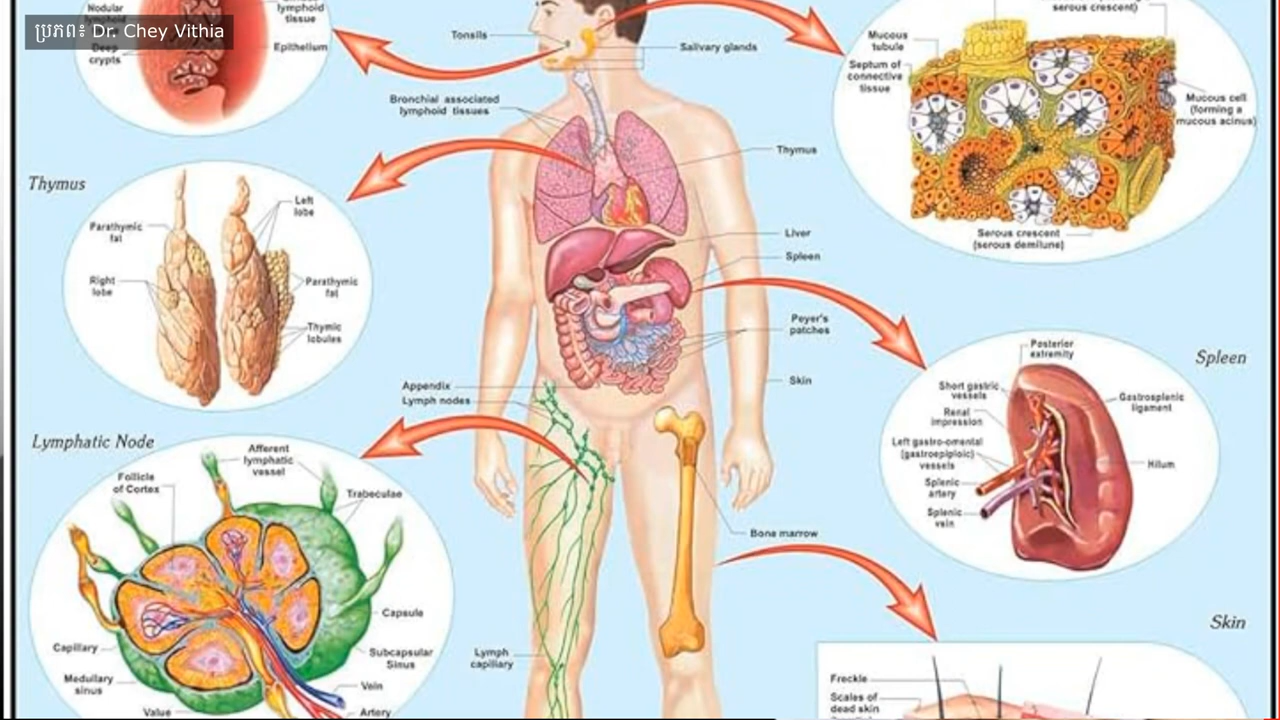 Nodular
lymphoid
tissue
ប្រភព៖ Dr. Chey Vithia
Deep
crypts
Epithelium
Tonsils
Salivary glands
Bronchial associated
lymphoid tissues
Thymus
Liver
Spleen
Peyer's
patches
Skin
Appendix
Lymph nodes
Bone marrow
Lymph
capillary
serous crescent)
Mucous
tubule
Septum of
connective
tissue
Mucous cell
(forming a
mucous acinus)
Serous crescent
(serous demilune)
Thymus
Left
lobe
Parathymic
fat
Right
lobe
Parathymic
fat
Thymic
lobules
Spleen
Posterior
extremity
Short gastric
vessels
Gastrosplenic
ligament
Renal
impression
Left gastro-omental
(gastroepiploic)
vessels
Hilum
Splenic
artery
Splenic
vein
Lymphatic Node
Afferent
lymphatic
vessel
Follicle
of Cortex
Trabeculae
Capsule
Capillary
Subcapsular
Sinus
Medullary
sinus
Vein
Value
Artery
Skin
Freckle
Scales of
dead skin